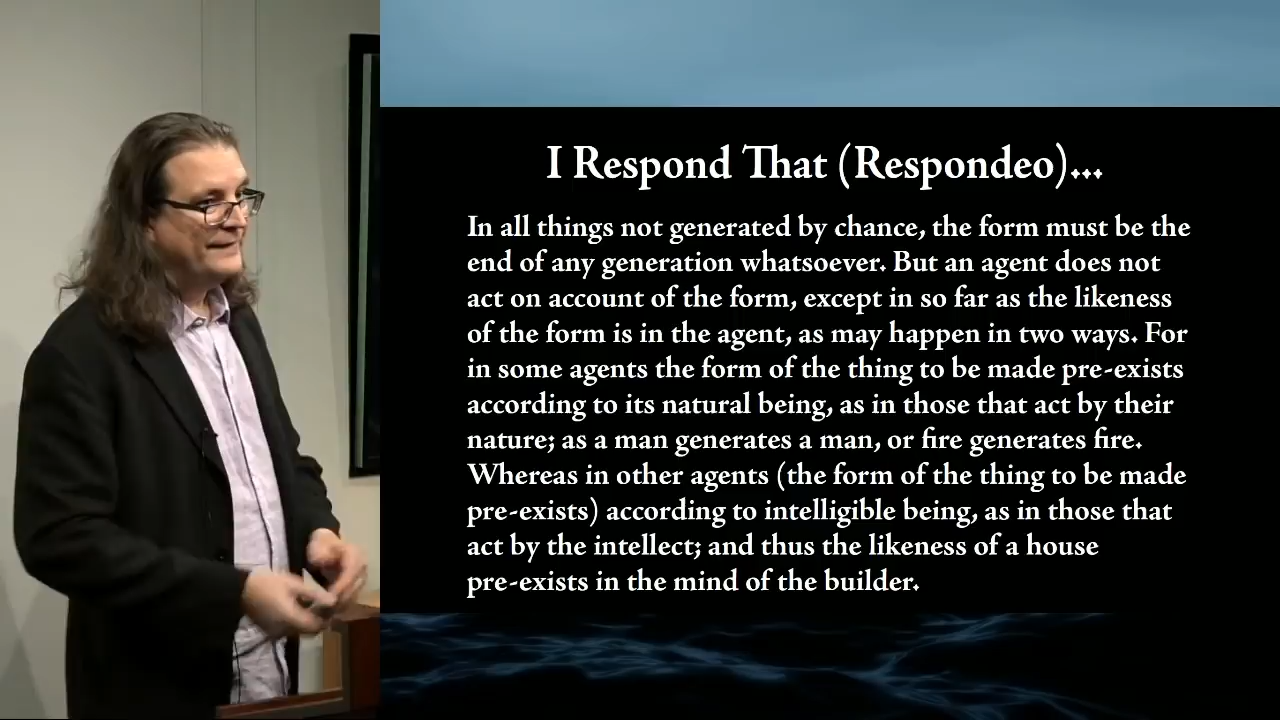 I Respond That (Respondeo)...
In all things not generated by chance, the form must be the
end of any generation whatsoever. But an agent does not
act on account of the form, except in so far as the likeness
of the form is in the agent, as may happen in two ways. For
in some agents the form of the thing to be made pre-exists
according to its natural being, as in those that act by their
nature; as a man generates a man, or fire generates fire.
Whereas in other agents (the form of the thing to be made
pre-exists) according to intelligible being, as in those that
act by the intellect; and thus the likeness of a house
pre-exists in the mind of the builder.